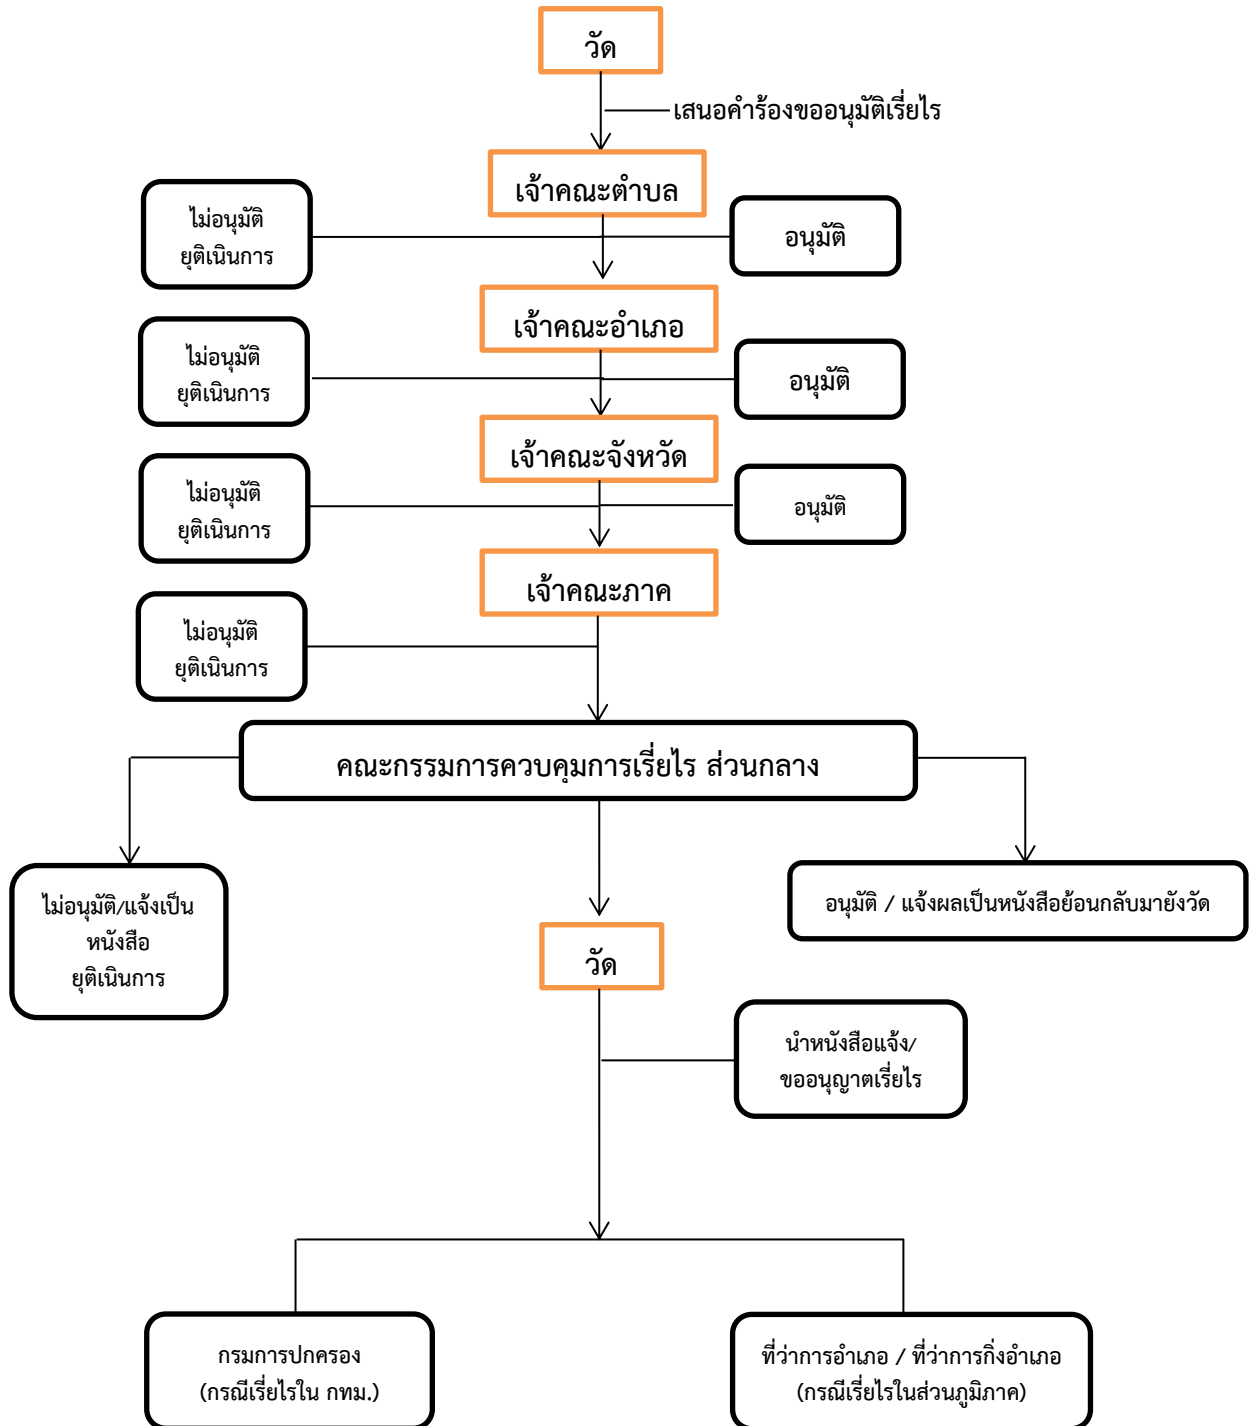 วัด
เสนอคำร้องขออนุมัติเรี่ยไร
เจ้าคณะตำบล
ไม่อนุมัติ
ยุติเนินการ
อนุมัติ
เจ้าคณะอำเภอ
ไม่อนุมัติ
ยุติเนินการ
อนุมัติ
เจ้าคณะจังหวัด
ไม่อนุมัติ
ยุติเนินการ
อนุมัติ
เจ้าคณะภาค
ไม่อนุมัติ
ยุติเนินการ
คณะกรรมการควบคุมการเรี่ยไร ส่วนกลาง
ไม่อนุมัติ/แจ้งเป็น
หนังสือ
ยุติเนินการ
อนุมัติ / แจ้งผลเป็นหนังสือย้อนกลับมายังวัด
วัด
นำหนังสือแจ้ง/
ขออนุญาตเรี่ยไร
กรมการปกครอง
(กรณีเรี่ยไรใน กทม.)
ที่ว่าการอำเภอ / ที่ว่าการกิ่งอำเภอ
(กรณีเรี่ยไรในส่วนภูมิภาค)